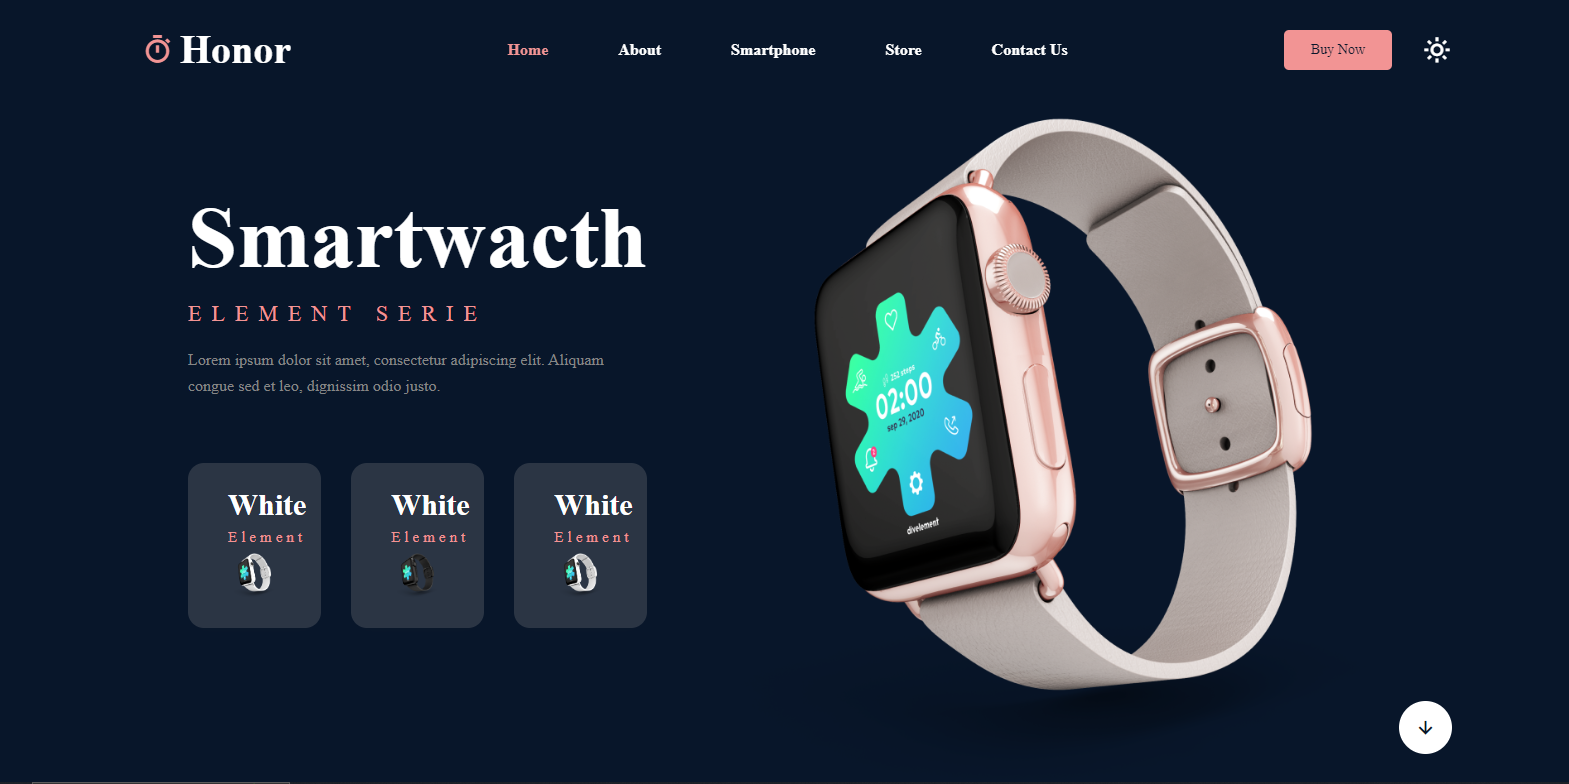 Honor
Home
About
Smartphone
Store
Contact Us
Buy Now
Smartwacth
ELEMENT SERIE
Lorem ipsum dolor sit amet, consectetur adipiscing elit. Aliquam
congue sed et leo, dignissim odio justo.
White
Element
White
Element
White
Element
252 steps
02:00
sep 29, 2020
divelement